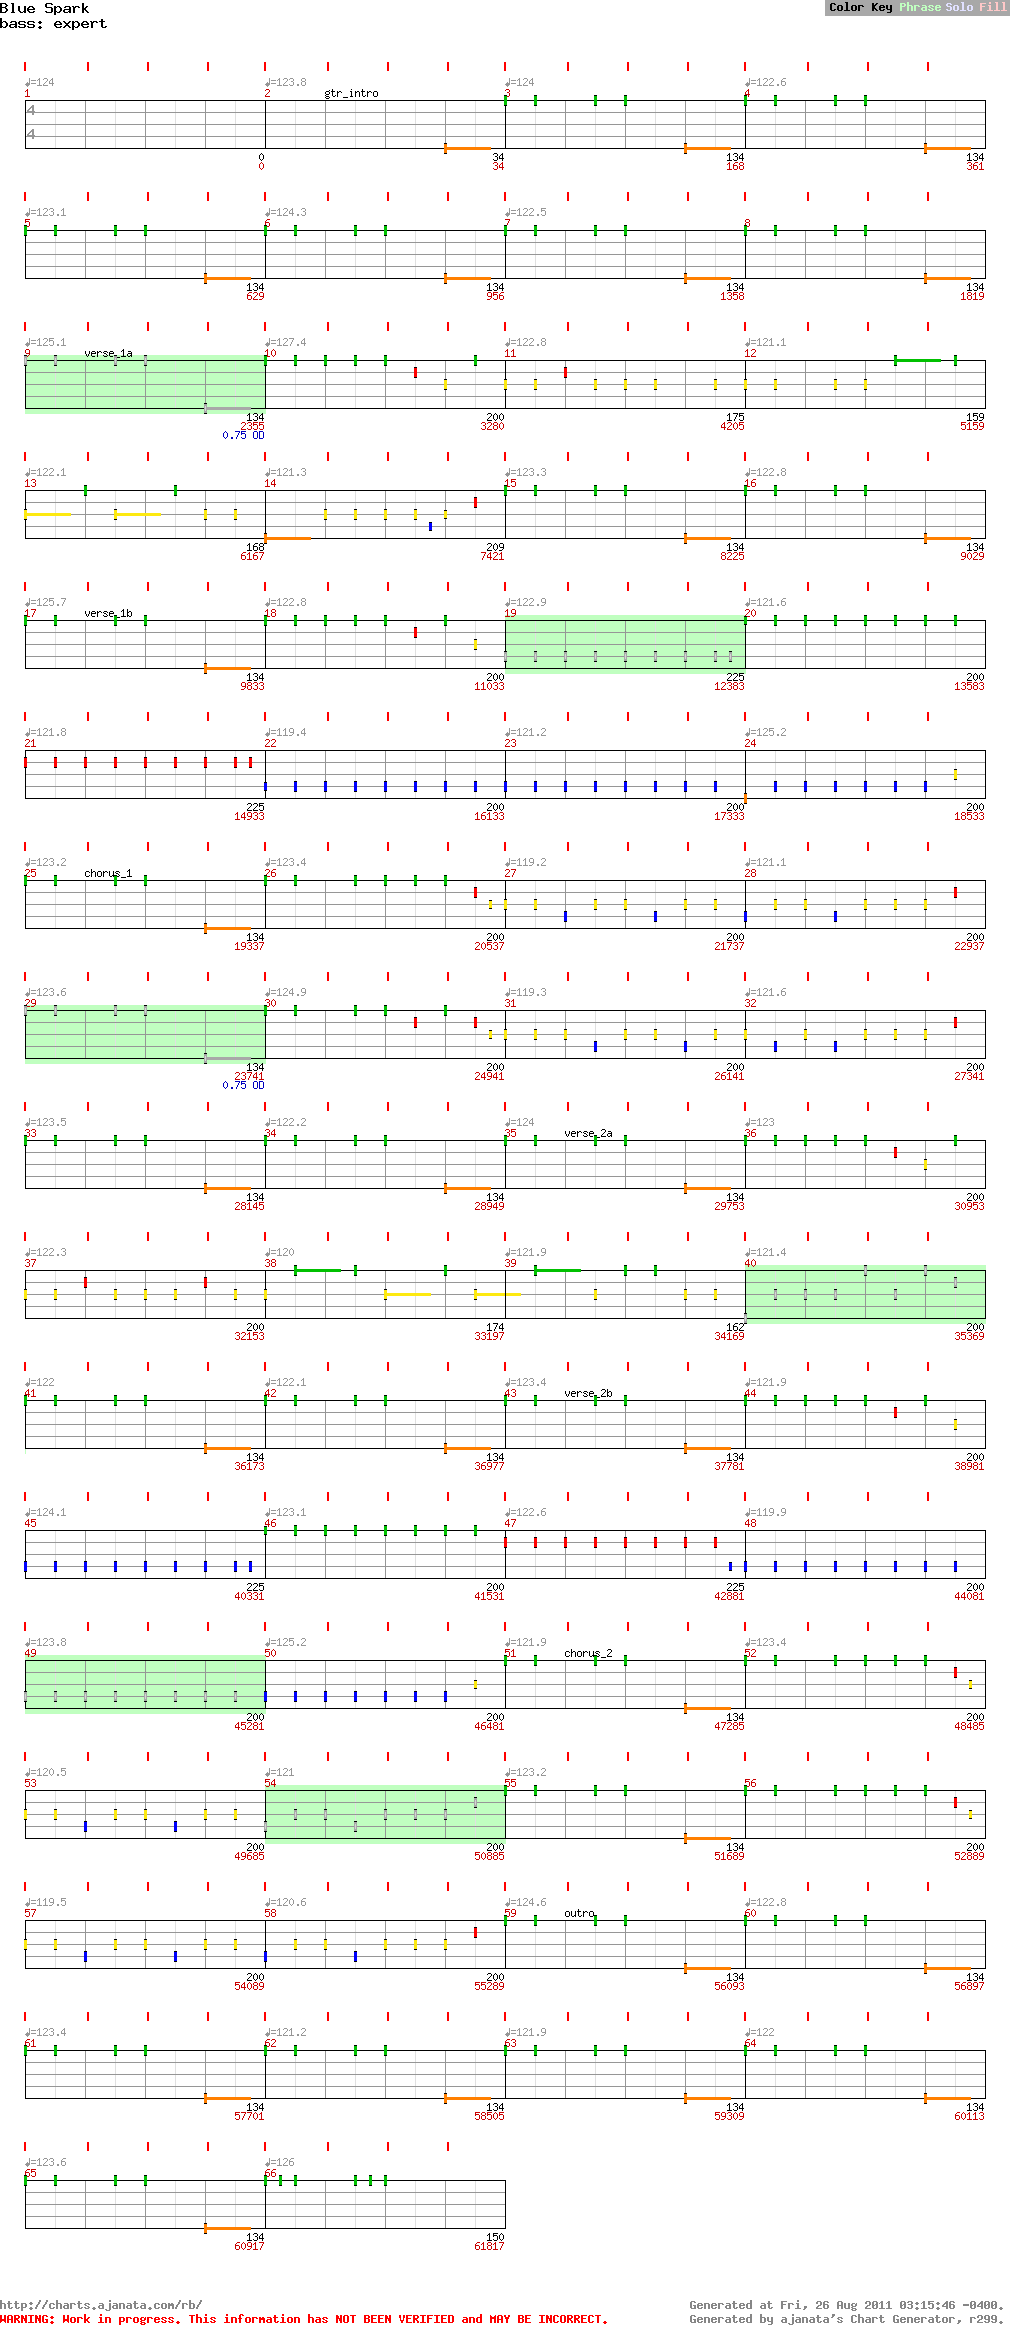 Blue Spark
bass: expert
Color Key Phrase Solo Fill
♩=124 ♩=123.8 ♩=124 ♩=122.6
1 2 gtr_intro 3 4
4
4
0 34 134 134
0 34 168 361
♩=123.1 ♩=124.3 ♩=122.5
5 6 7 8
134 134 134 134
629 956 1358 1819
♩=125.1 ♩=127.4 ♩=122.8 ♩=121.1
9 verse_1a 10 11 12
134 200 175 159
2355 3280 4205 5159
0.75 OD
♩=122.1 ♩=121.3 ♩=123.3 ♩=122.8
13 14 15 16
168 209 134 134
6167 7421 8225 9029
♩=125.7 ♩=122.8 ♩=122.9 ♩=121.6
17 verse_1b 18 19 20
134 200 225 200
9833 11033 12383 13583
♩=121.8 ♩=119.4 ♩=121.2 ♩=125.2
21 22 23 24
225 200 200 200
14933 16133 17333 18533
♩=123.2 ♩=123.4 ♩=119.2 ♩=121.1
25 chorus_1 26 27 28
134 200 200 200
19337 20537 21737 22937
♩=123.6 ♩=124.9 ♩=119.3 ♩=121.6
29 30 31 32
134 200 200 200
23741 24941 26141 27341
0.75 OD
♩=123.5 ♩=122.2 ♩=124 ♩=123
33 34 35 verse_2a 36
134 134 134 200
28145 28949 29753 30953
♩=122.3 ♩=120 ♩=121.9 ♩=121.4
37 38 39 40
200 174 162 200
32153 33197 34169 35369
♩=122 ♩=122.1 ♩=123.4 ♩=121.9
41 42 43 verse_2b 44
134 134 134 200
36173 36977 37781 38981
♩=124.1 ♩=123.1 ♩=122.6 ♩=119.9
45 46 47 48
225 200 225 200
40331 41531 42881 44081
♩=123.8 ♩=125.2 ♩=121.9 ♩=123.4
49 50 51 chorus_2 52
200 200 134 200
45281 46481 47285 48485
♩=120.5 ♩=121 ♩=123.2
53 54 55 56
200 200 134 200
49685 50885 51689 52889
♩=119.5 ♩=120.6 ♩=124.6 ♩=122.8
57 58 59 outro 60
200 200 134 134
54089 55289 56093 56897
♩=123.4 ♩=121.2 ♩=121.9 ♩=122
61 62 63 64
134 134 134 134
57701 58505 59309 60113
♩=123.6 ♩=126
65 66
134 150
60917 61817
http://charts.ajanata.com/rb/ Generated at Fri, 26 Aug 2011 03:15:46 -0400.
WARNING: Work in progress. This information has NOT BEEN VERIFIED and MAY BE INCORRECT. Generated by ajanata's Chart Generator, r299.